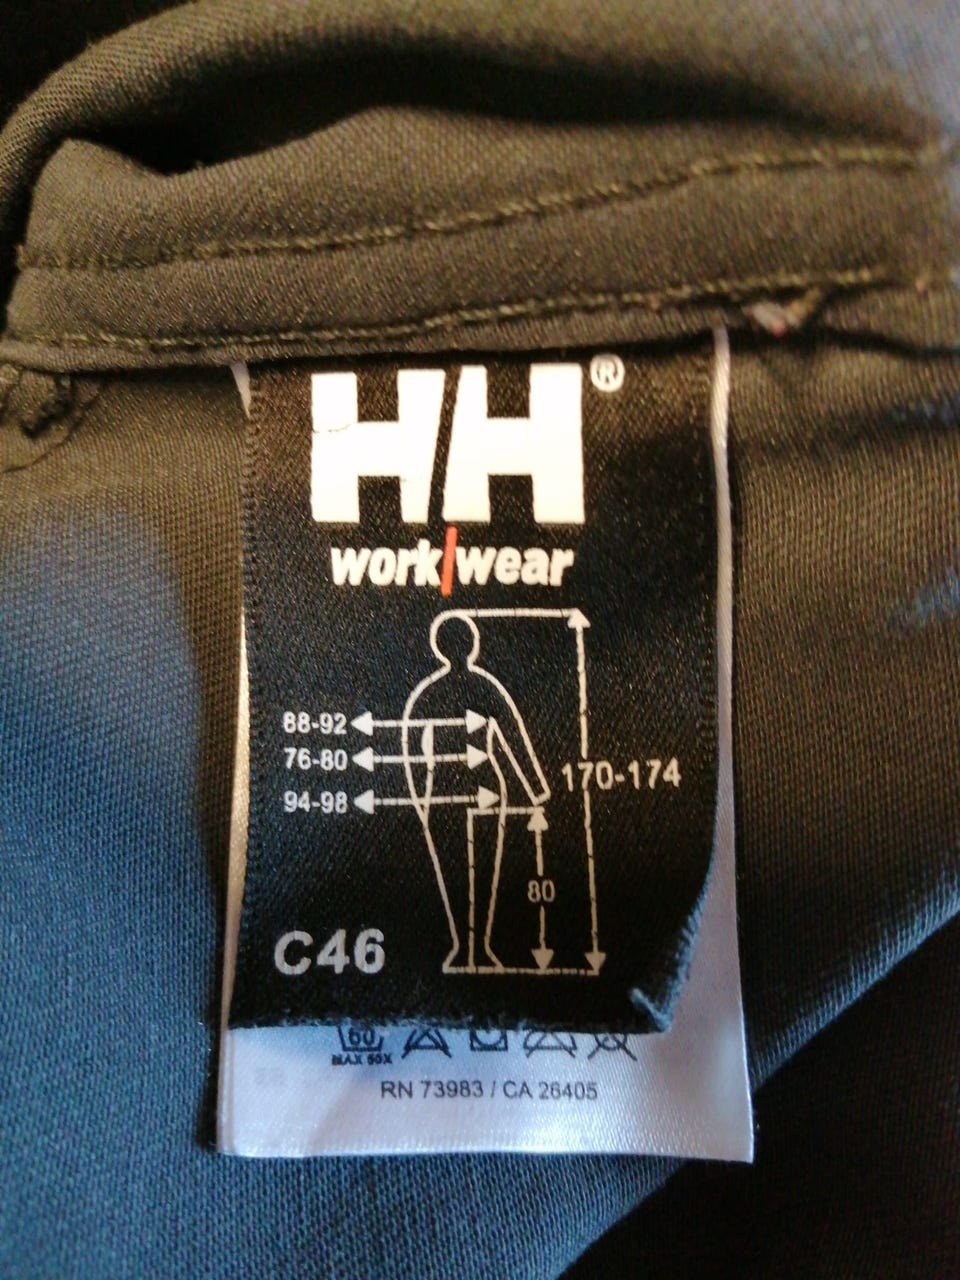 HH®
work/wear
88-92
76-80
94-98
170-174
80
C46
60
MAX 60X
RN 73983 / CA 26405